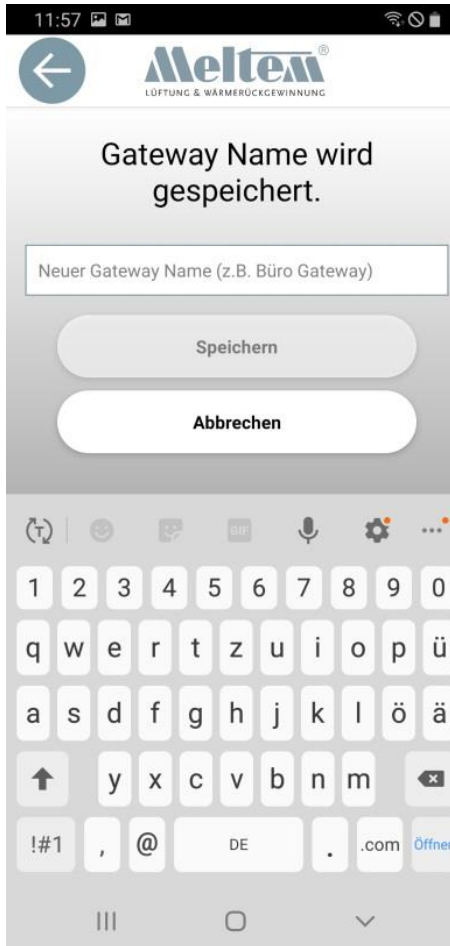 11:57
Meltem®
LÜFTUNG & WÄRMERÜCKGEWINNUNG
Gateway Name wird
gespeichert.
Neuer Gateway Name (z.B. Büro Gateway)
Speichern
Abbrechen
T GIF
1 2 3 4 5 6 7 8 9 0
q w e r t z u i o p ü
a s d f g h j k l ö ä
y x c v b n m
!#1 , @ DE . .com Öffnen